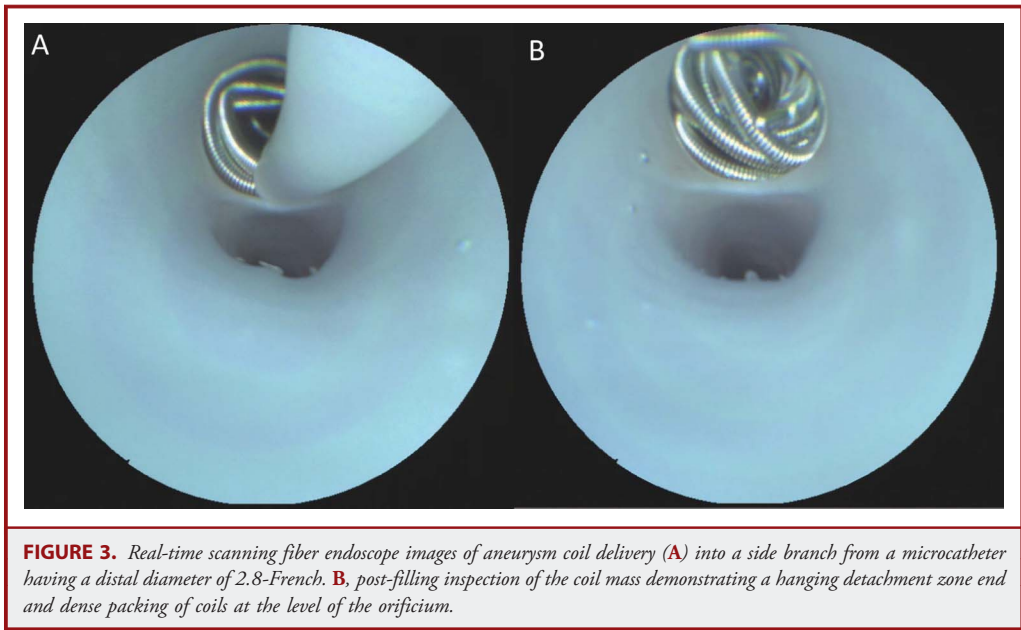 A
B
FIGURE 3. Real-time scanning fiber endoscope images of aneurysm coil delivery (A) into a side branch from a microcatheter
having a distal diameter of 2.8-French. B, post-filling inspection of the coil mass demonstrating a hanging detachment zone end
and dense packing of coils at the level of the orificium.